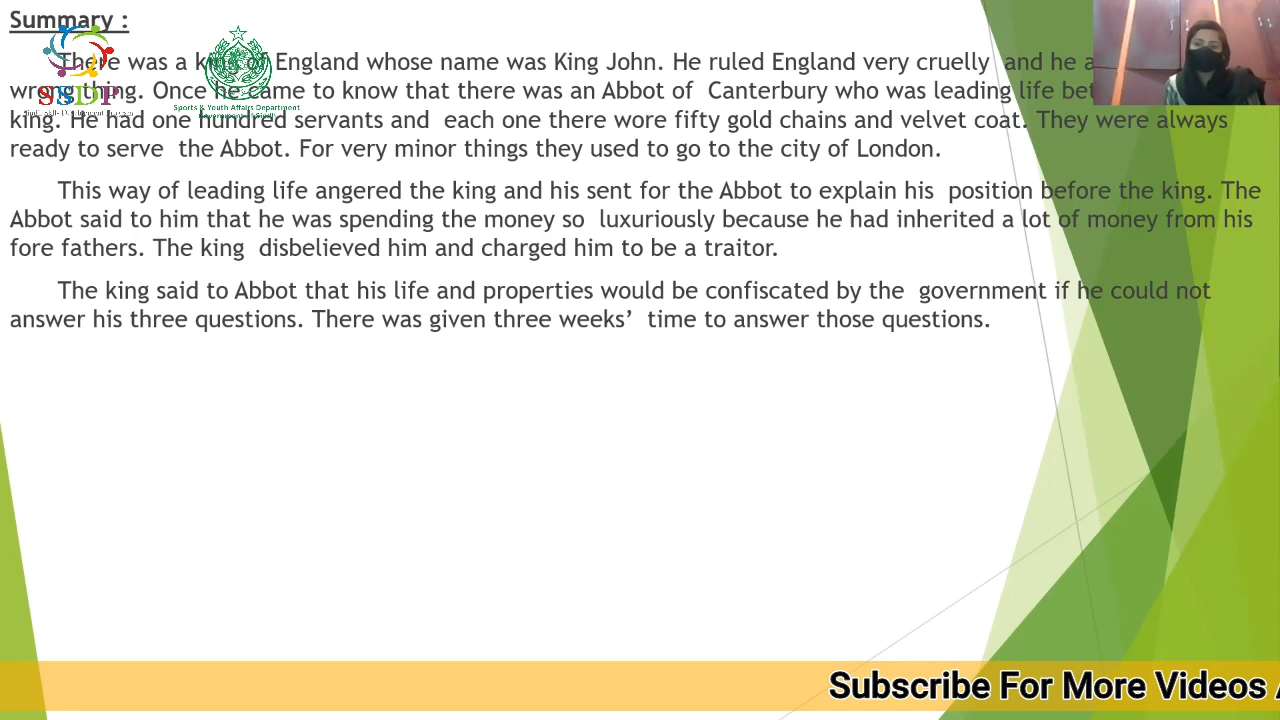 Summary :
There was a king of England whose name was King John. He ruled England very cruelly and he a
wrong thing. Once he came to know that there was an Abbot of Canterbury who was leading life bet
king. He had one hundred servants and each one there wore fifty gold chains and velvet coat. They were always
ready to serve the Abbot. For very minor things they used to go to the city of London.
This way of leading life angered the king and his sent for the Abbot to explain his position before the king. The
Abbot said to him that he was spending the money so luxuriously because he had inherited a lot of money from his
fore fathers. The king disbelieved him and charged him to be a traitor.
The king said to Abbot that his life and properties would be confiscated by the government if he could not
answer his three questions. There was given three weeks’ time to answer those questions.
SSDP
Sports & Youth Affairs Department
Government of Sindh
Subscribe For More Videos